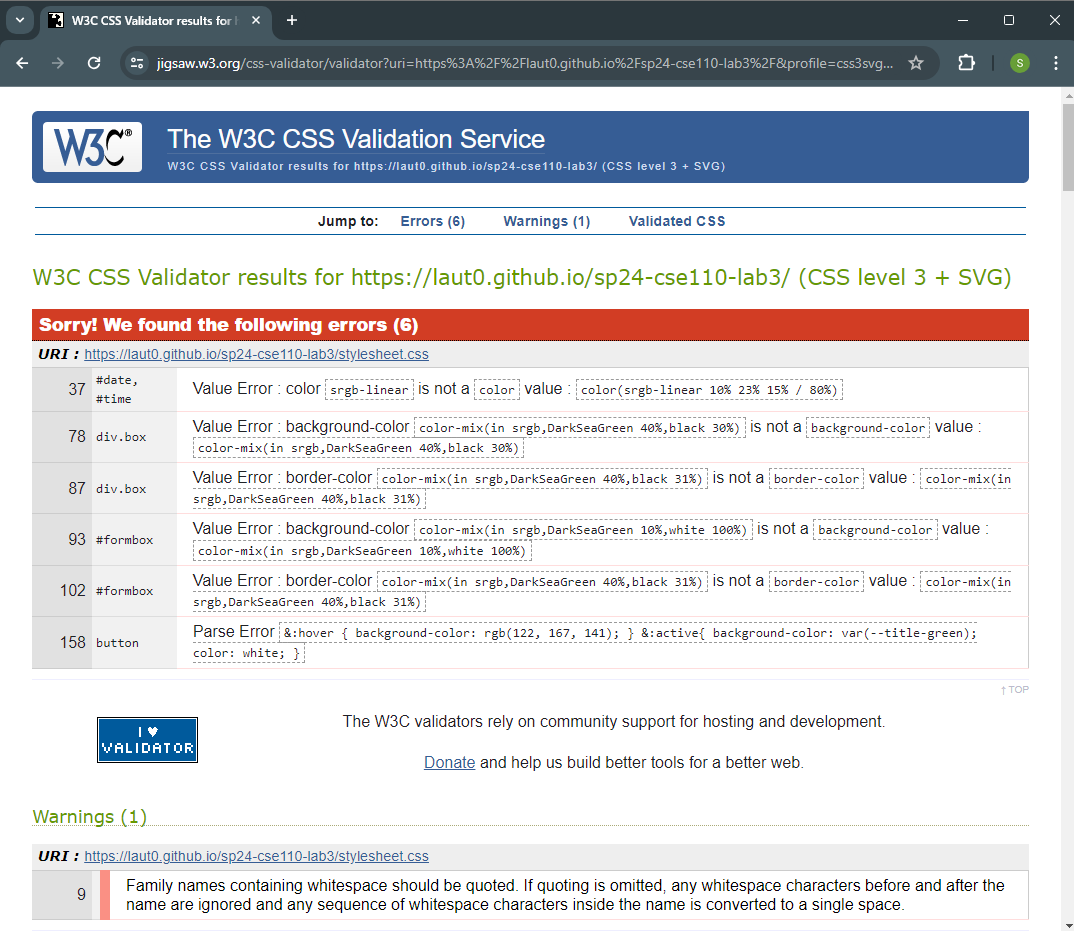 W3C CSS Validator results for h
jigsaw.w3.org/css-validator/validator?uri=https%3A%2F%2Flaut0.github.io%2Fsp24-cse110-lab3%2F&profile=css3svg...
S
W3C®
The W3C CSS Validation Service
W3C CSS Validator results for https://laut0.github.io/sp24-cse110-lab3/ (CSS level 3 + SVG)
Jump to: Errors (6) Warnings (1) Validated CSS
W3C CSS Validator results for https://laut0.github.io/sp24-cse110-lab3/ (CSS level 3 + SVG)
Sorry! We found the following errors (6)
URI : https://laut0.github.io/sp24-cse110-lab3/stylesheet.css
37 #date, #time Value Error : color srgb-linear is not a color value : color(srgb-linear 10% 23% 15% / 80%)
78 div.box Value Error : background-color color-mix(in srgb,DarkSeaGreen 40%,black 30%) is not a background-color value :
color-mix(in srgb,DarkSeaGreen 40%,black 30%)
87 div.box Value Error : border-color color-mix(in srgb,DarkSeaGreen 40%,black 31%) is not a border-color value : color-mix(in
srgb,DarkSeaGreen 40%,black 31%)
93 #formbox Value Error : background-color color-mix(in srgb,DarkSeaGreen 10%,white 100%) is not a background-color value :
color-mix(in srgb,DarkSeaGreen 10%,white 100%)
102 #formbox Value Error : border-color color-mix(in srgb,DarkSeaGreen 40%,black 31%) is not a border-color value : color-mix(in
srgb,DarkSeaGreen 40%,black 31%)
158 button Parse Error &:hover { background-color: rgb(122, 167, 141); } &:active{ background-color: var(--title-green);
color: white; }
↑ TOP
I ♥
VALIDATOR
The W3C validators rely on community support for hosting and development.
Donate and help us build better tools for a better web.
Warnings (1)
URI : https://laut0.github.io/sp24-cse110-lab3/stylesheet.css
9 Family names containing whitespace should be quoted. If quoting is omitted, any whitespace characters before and after the
name are ignored and any sequence of whitespace characters inside the name is converted to a single space.